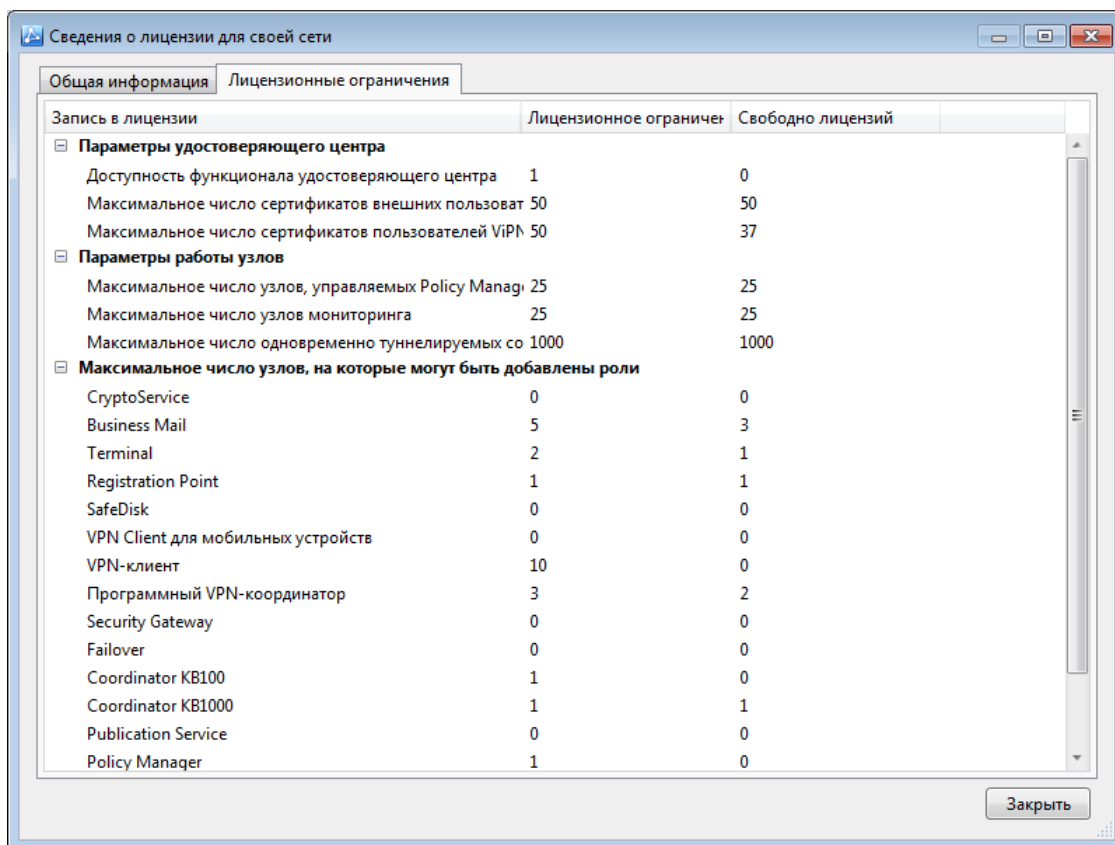 Сведения о лицензии для своей сети
Общая информация Лицензионные ограничения
Запись в лицензии Лицензионное ограничен Свободно лицензий
Параметры удостоверяющего центра
Доступность функционала удостоверяющего центра 1 0
Максимальное число сертификатов внешних пользоват 50 50
Максимальное число сертификатов пользователей ViPN 50 37
Параметры работы узлов
Максимальное число узлов, управляемых Policy Manag 25 25
Максимальное число узлов мониторинга 25 25
Максимальное число одновременно туннелируемых со 1000 1000
Максимальное число узлов, на которые могут быть добавлены роли
CryptoService 0 0
Business Mail 5 3
Terminal 2 1
Registration Point 1 1
SafeDisk 0 0
VPN Client для мобильных устройств 0 0
VPN-клиент 10 0
Программный VPN-координатор 3 2
Security Gateway 0 0
Failover 0 0
Coordinator KB100 1 0
Coordinator KB1000 1 1
Publication Service 0 0
Policy Manager 1 0
Закрыть